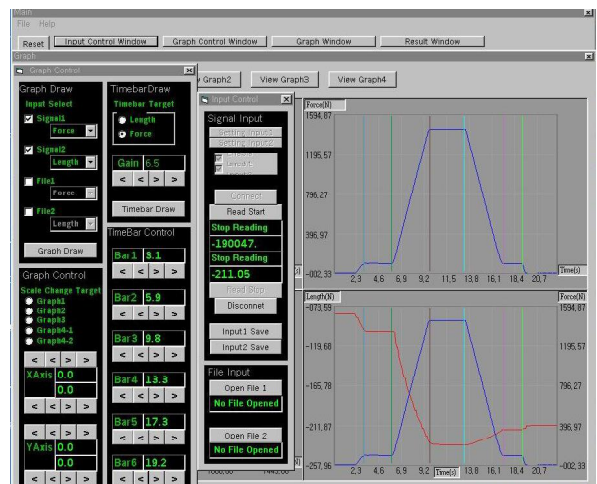 Main
File Help
Reset Input Control Window Graph Control Window Graph Window Result Window
Graph
Graph Control
Graph Draw
Input Select
Signal1
Force
Signal2
Length
File1
Force
File2
Length
Graph Draw
Graph Control
Scale Change Target
Graph1
Graph2
Graph3
Graph4-1
Graph4-2
< < > >
XAxis 0.0
0.0
< < > >
< < > >
YAxis 0.0
0.0
< < > >
TimebarDraw
Timebar Target
Length
Force
Gain 6.5
< < > >
Timebar Draw
TimeBar Control
Bar1 3.1
< < > >
Bar2 5.9
< < > >
Bar3 9.8
< < > >
Bar4 13.3
< < > >
Bar5 17.3
< < > >
Bar6 19.2
< < > >
Graph2 View Graph3 View Graph4
Input Control
Signal Input
Setting Input1
Setting Input2
Connect
Read Start
Stop Reading
-190047.
Stop Reading
-211.05
Read Stop
Disconnet
Input1 Save
Input2 Save
File Input
Open File 1
No File Opened
Open File 2
No File Opened
Force(N)
1594,87
1195,57
796,27
396,97
-002,33
2,3 4,6 6,9 9,2 11,5 13,8 16,1 18,4 20,7
Time(s)
Length(N) Force(N)
-073,59 1594,87
-119,68 1195,57
-165,78 796,27
-211,87 396,97
-257,96 -002,33
2,3 4,6 6,9 9,2 Time(s) 11,5 13,8 16,1 18,4 20,7